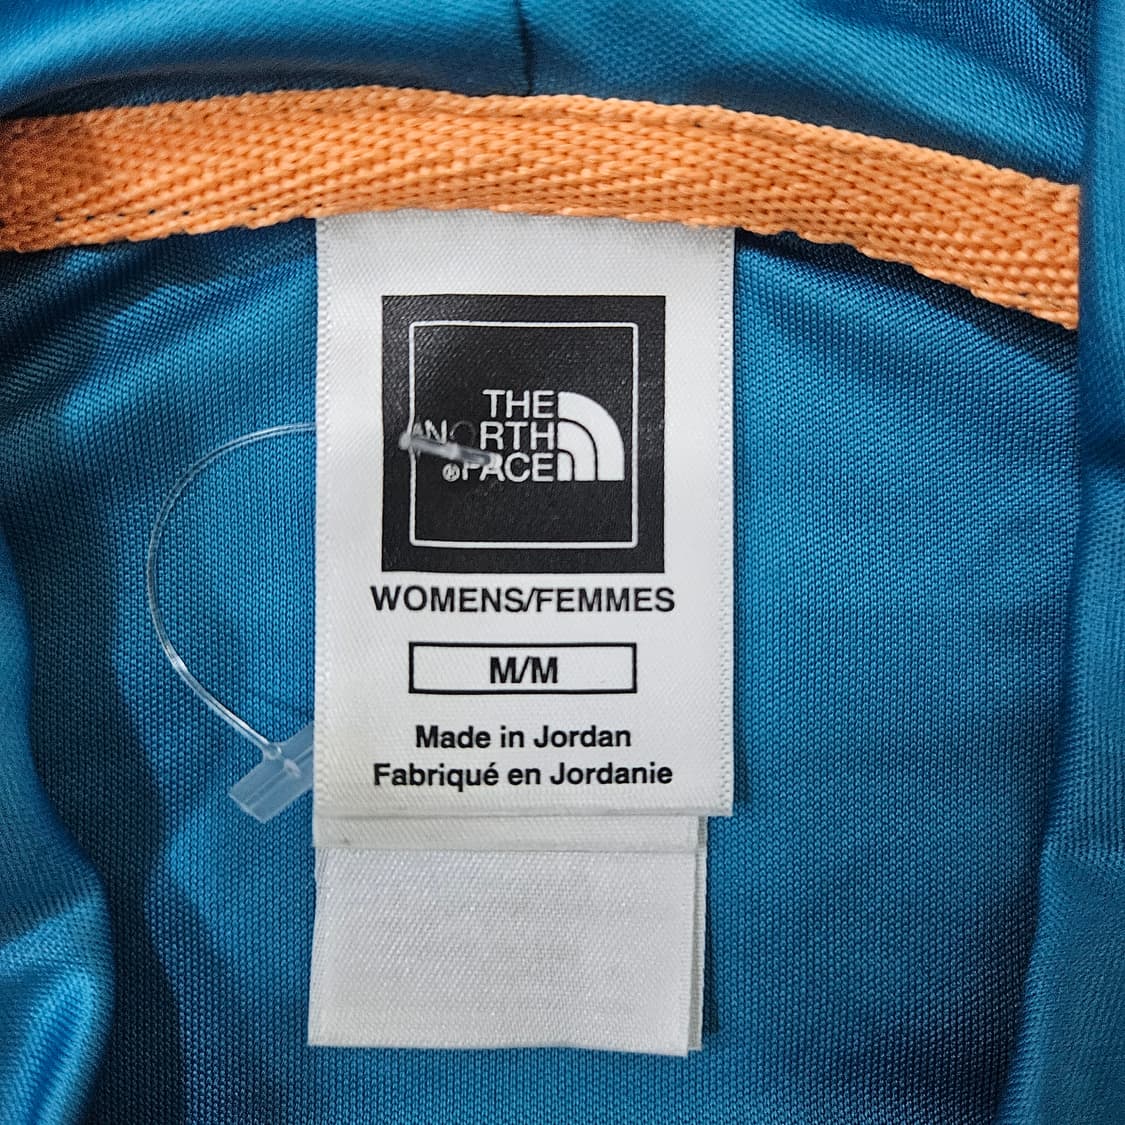 THE
NORTH
®FACE
WOMENS/FEMMES
M/M
Made in Jordan
Fabriqué en Jordanie